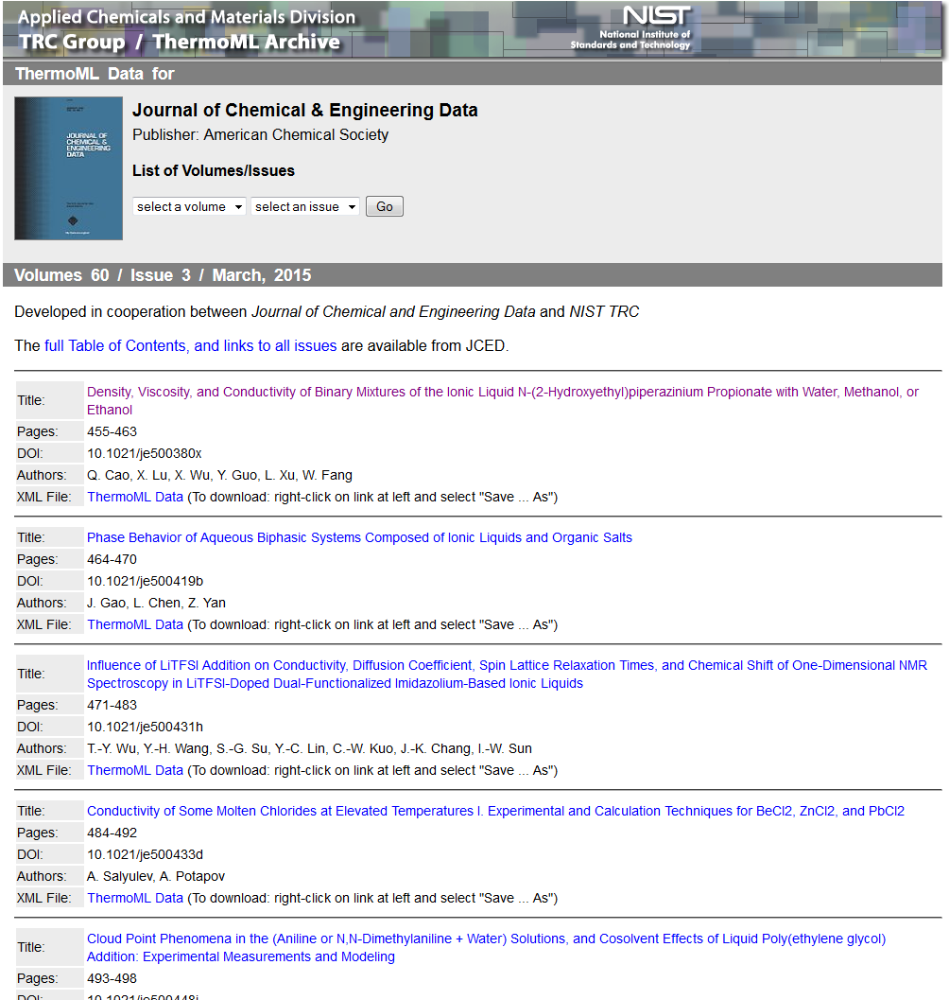 Applied Chemicals and Materials Division
TRC Group / ThermoML Archive
NIST
National Institute of
Standards and Technology
ThermoML Data for
JOURNAL OF
CHEMICAL &
ENGINEERING
DATA
Journal of Chemical & Engineering Data
Publisher: American Chemical Society
List of Volumes/Issues
select a volume select an issue Go
Volumes 60 / Issue 3 / March, 2015
Developed in cooperation between Journal of Chemical and Engineering Data and NIST TRC
The full Table of Contents, and links to all issues are available from JCED.
Title: Density, Viscosity, and Conductivity of Binary Mixtures of the Ionic Liquid N-(2-Hydroxyethyl)piperazinium Propionate with Water, Methanol, or
Ethanol
Pages: 455-463
DOI: 10.1021/je500380x
Authors: Q. Cao, X. Lu, X. Wu, Y. Guo, L. Xu, W. Fang
XML File: ThermoML Data (To download: right-click on link at left and select "Save ... As")
Title: Phase Behavior of Aqueous Biphasic Systems Composed of Ionic Liquids and Organic Salts
Pages: 464-470
DOI: 10.1021/je500419b
Authors: J. Gao, L. Chen, Z. Yan
XML File: ThermoML Data (To download: right-click on link at left and select "Save ... As")
Title: Influence of LiTFSI Addition on Conductivity, Diffusion Coefficient, Spin Lattice Relaxation Times, and Chemical Shift of One-Dimensional NMR
Spectroscopy in LiTFSI-Doped Dual-Functionalized Imidazolium-Based Ionic Liquids
Pages: 471-483
DOI: 10.1021/je500431h
Authors: T.-Y. Wu, Y.-H. Wang, S.-G. Su, Y.-C. Lin, C.-W. Kuo, J.-K. Chang, I.-W. Sun
XML File: ThermoML Data (To download: right-click on link at left and select "Save ... As")
Title: Conductivity of Some Molten Chlorides at Elevated Temperatures I. Experimental and Calculation Techniques for BeCl2, ZnCl2, and PbCl2
Pages: 484-492
DOI: 10.1021/je500433d
Authors: A. Salyulev, A. Potapov
XML File: ThermoML Data (To download: right-click on link at left and select "Save ... As")
Title: Cloud Point Phenomena in the (Aniline or N,N-Dimethylaniline + Water) Solutions, and Cosolvent Effects of Liquid Poly(ethylene glycol)
Addition: Experimental Measurements and Modeling
Pages: 493-498
DOI: 10.1021/je500448j